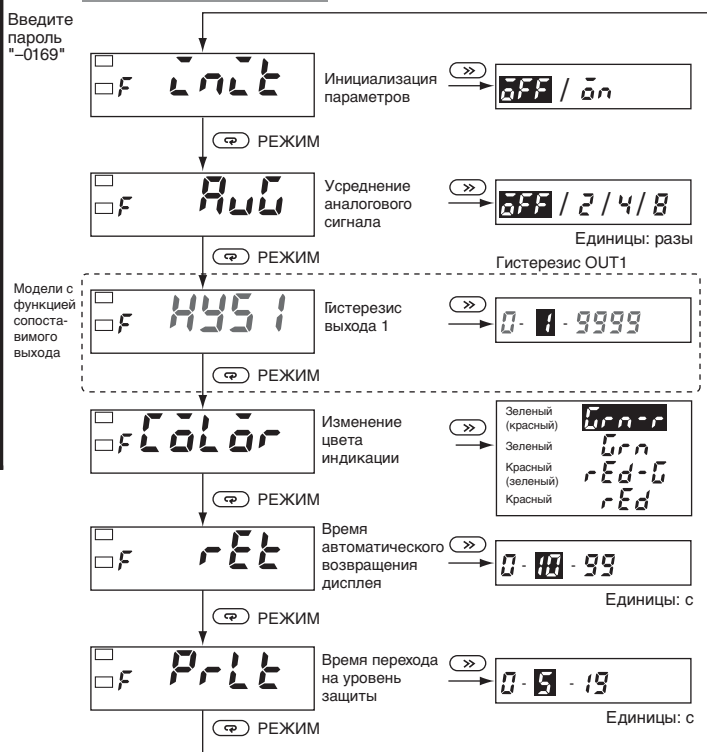 Введите
пароль
"–0169"
F init
Инициализация
параметров
oFF / on
РЕЖИМ
F AvG
Усреднение
аналогового
сигнала
oFF / 2 / 4 / 8
Единицы: разы
РЕЖИМ
Гистерезис OUT1
Модели с
функцией
сопоста-
вимого
выхода
F HYS1
Гистерезис
выхода 1
0- 1 - 9999
РЕЖИМ
F CoLor
Изменение
цвета
индикации
Зеленый
(красный)
Grn-r
Зеленый
Grn
Красный
(зеленый)
rEd-G
Красный
rEd
РЕЖИМ
F rEt
Время
автоматического
возвращения
дисплея
0 - 10 - 99
Единицы: с
РЕЖИМ
F PrLt
Время перехода
на уровень
защиты
0 - 5 - 19
Единицы: с
РЕЖИМ